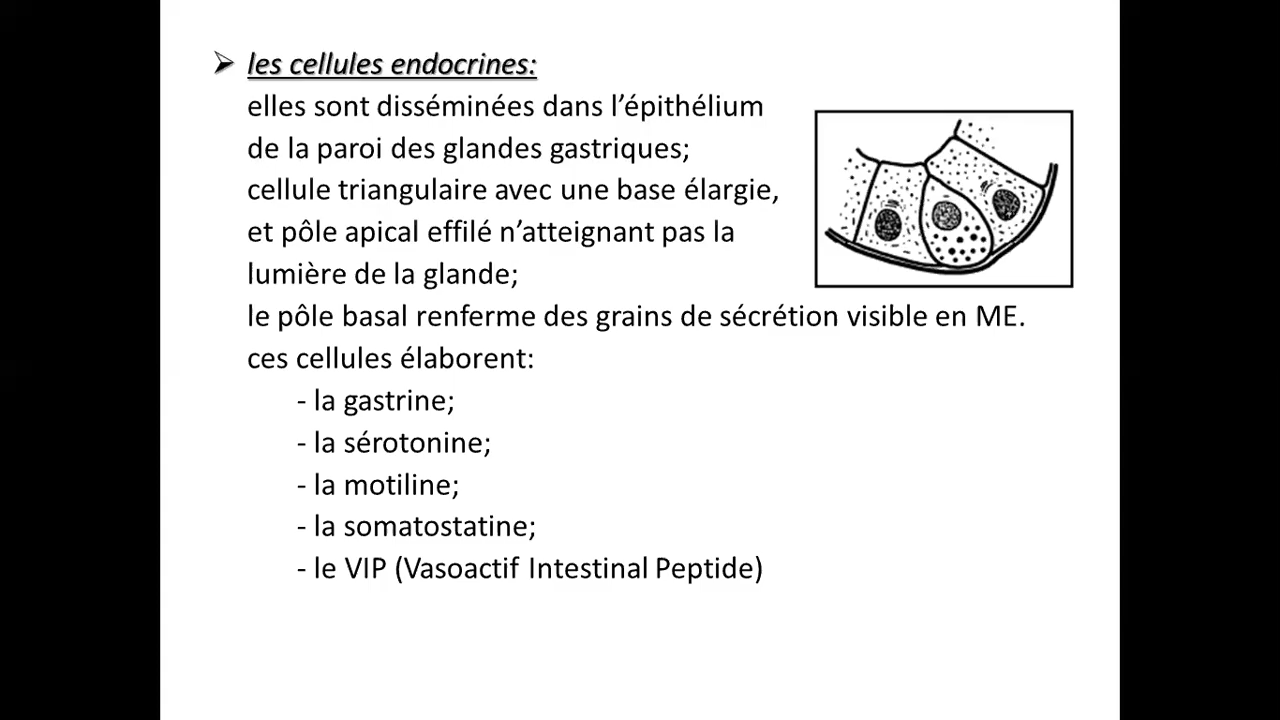 les cellules endocrines:
elles sont disséminées dans l’épithélium
de la paroi des glandes gastriques;
cellule triangulaire avec une base élargie,
et pôle apical effilé n’atteignant pas la
lumière de la glande;
le pôle basal renferme des grains de sécrétion visible en ME.
ces cellules élaborent:
- la gastrine;
- la sérotonine;
- la motiline;
- la somatostatine;
- le VIP (Vasoactif Intestinal Peptide)